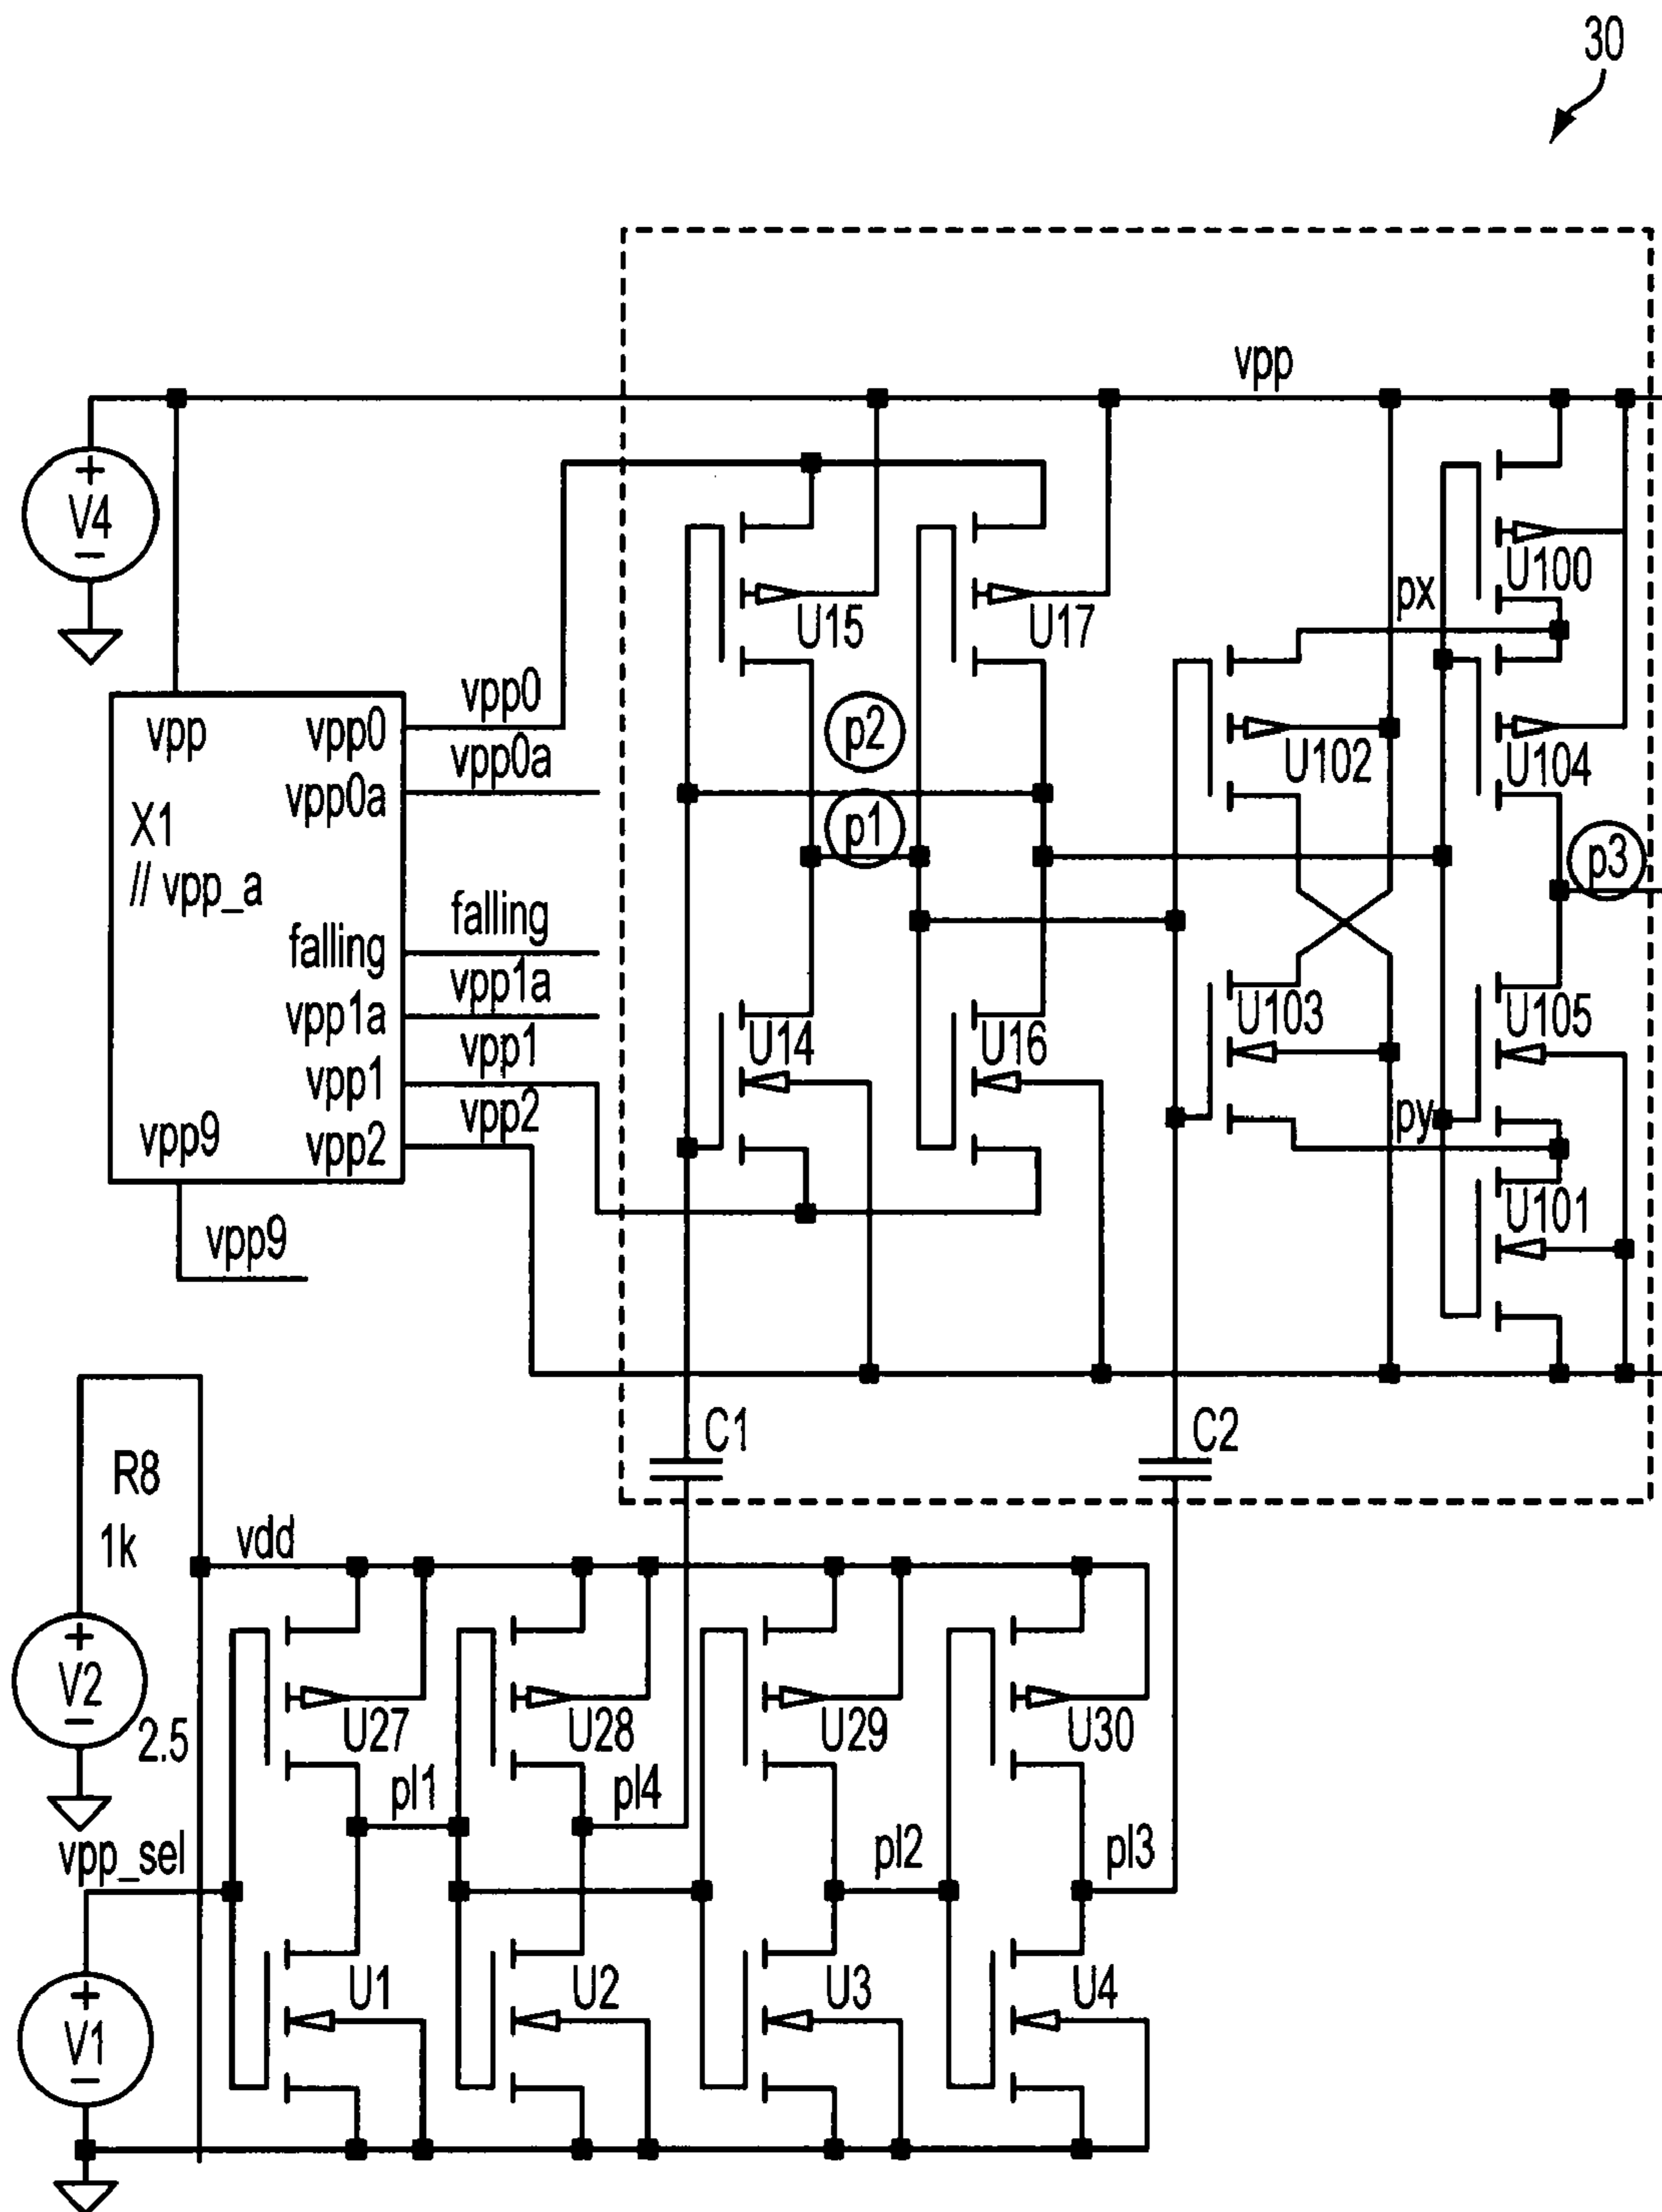 30
vpp
+
V4
−
U15
U17
px
U100
vpp0
vpp
vpp0
p2
U102
U104
vpp0a
vpp0a
X1
p1
p3
// vpp_a
falling
falling
vpp1a
vpp1a
U14
U16
U103
U105
vpp1
vpp1
vpp2
py
vpp9
vpp2
U101
vpp9
C1
C2
R8
1k
vdd
+
V2
−
2.5
U27
U28
U29
U30
pl1
pl4
vpp_sel
pl2
pl3
+
V1
−
U1
U2
U3
U4